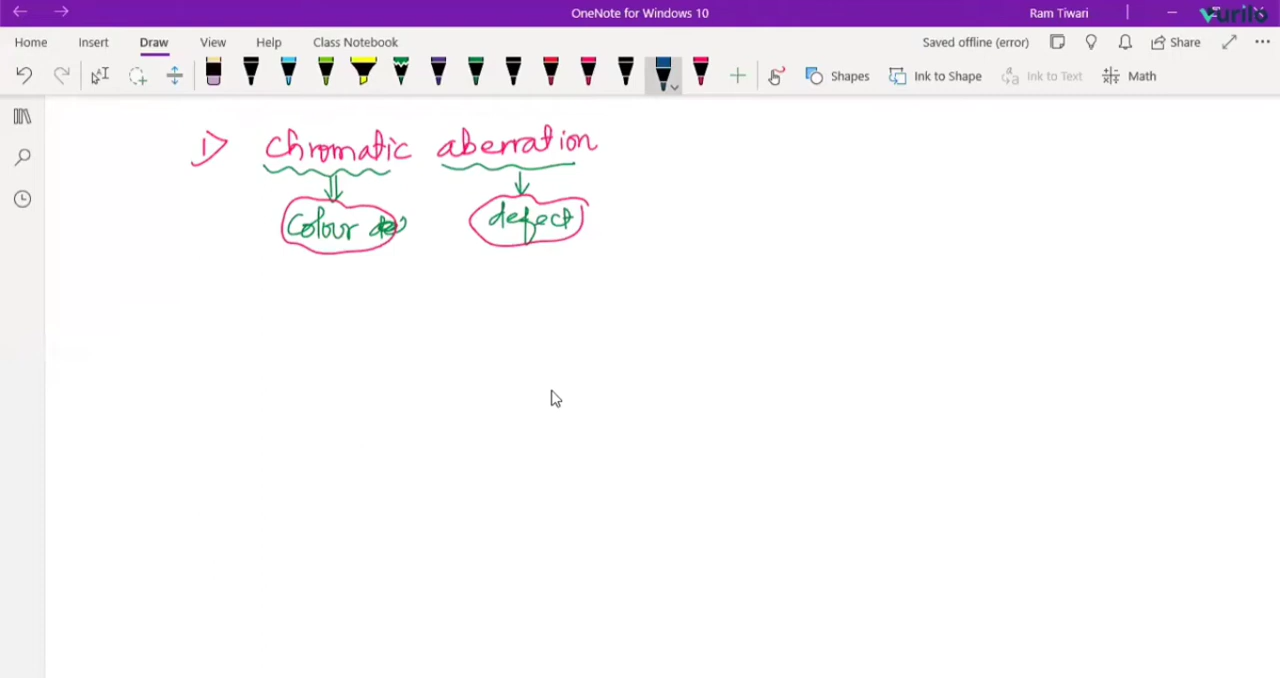 OneNote for Windows 10
Ram Tiwari
vurilo
Home Insert Draw View Help Class Notebook
Saved offline (error)
Share
Shapes
Ink to Shape
Ink to Text
Math
1) chromatic aberration
Colour defect